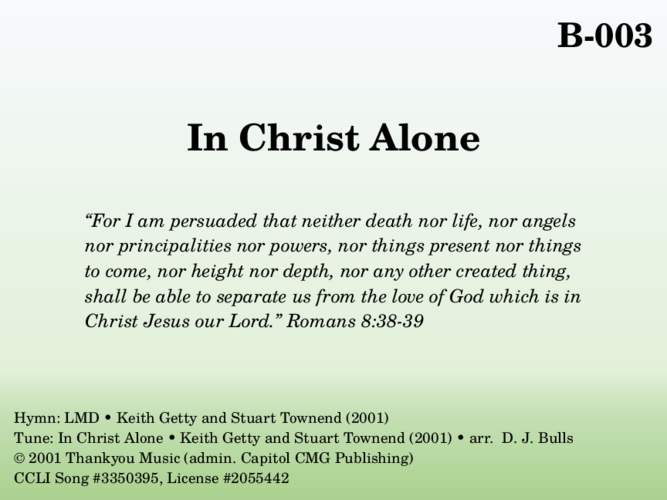 B-003
In Christ Alone
“For I am persuaded that neither death nor life, nor angels
nor principalities nor powers, nor things present nor things
to come, nor height nor depth, nor any other created thing,
shall be able to separate us from the love of God which is in
Christ Jesus our Lord.” Romans 8:38-39
Hymn: LMD • Keith Getty and Stuart Townend (2001)
Tune: In Christ Alone • Keith Getty and Stuart Townend (2001) • arr. D. J. Bulls
© 2001 Thankyou Music (admin. Capitol CMG Publishing)
CCLI Song #3350395, License #2055442